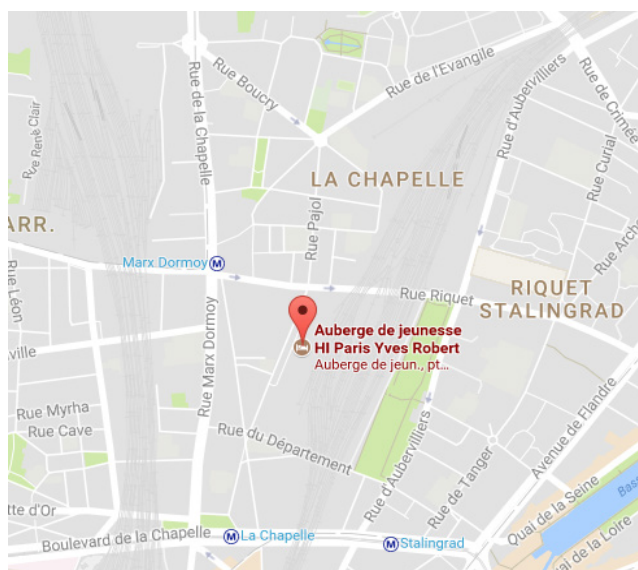 Rue Boucry
Rue de l'Evangile
Rue d'Aubervilliers
Rue de Crimée
Rue René Clair
Rue de la Chapelle
LA CHAPELLE
Rue Curial
ARR.
Rue Pajol
Rue Arch
Marx Dormoy
M
Rue Léon
Rue Riquet
RIQUET
STALINGRAD
Auberge de jeunesse
HI Paris Yves Robert
Auberge de jeun., pt...
ville
Rue Marx Dormoy
Rue Myrha
Rue Cave
Rue du Département
Rue d'Aubervilliers
Rue de Tanger
Avenue de Flandre
tte d'Or
Quai de la Seine
Bass
Boulevard de la Chapelle
M
La Chapelle
M
Stalingrad
ai de la Loire